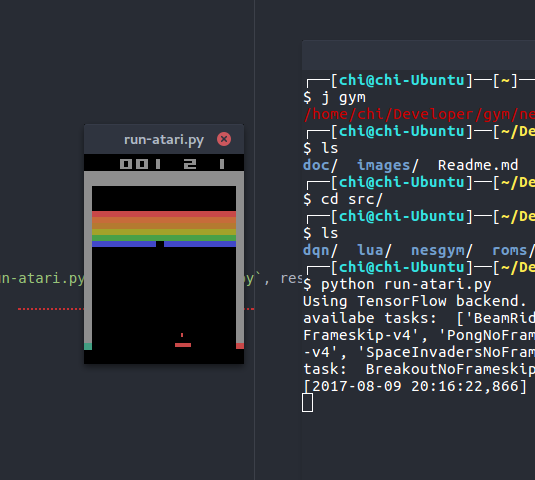 run-atari.py
001 2 1
run-atari.py
py`, res
┌──[chi@chi-Ubuntu]──[~]──
$ j gym
/home/chi/Developer/gym/ne
┌──[chi@chi-Ubuntu]──[~/De
$ ls
doc/ images/ Readme.md
┌──[chi@chi-Ubuntu]──[~/De
$ cd src/
┌──[chi@chi-Ubuntu]──[~/De
$ ls
dqn/ lua/ nesgym/ roms/
┌──[chi@chi-Ubuntu]──[~/De
$ python run-atari.py
Using TensorFlow backend.
availabe tasks: ['BeamRid
Frameskip-v4', 'PongNoFram
-v4', 'SpaceInvadersNoFram
task: BreakoutNoFrameskip
[2017-08-09 20:16:22,866]